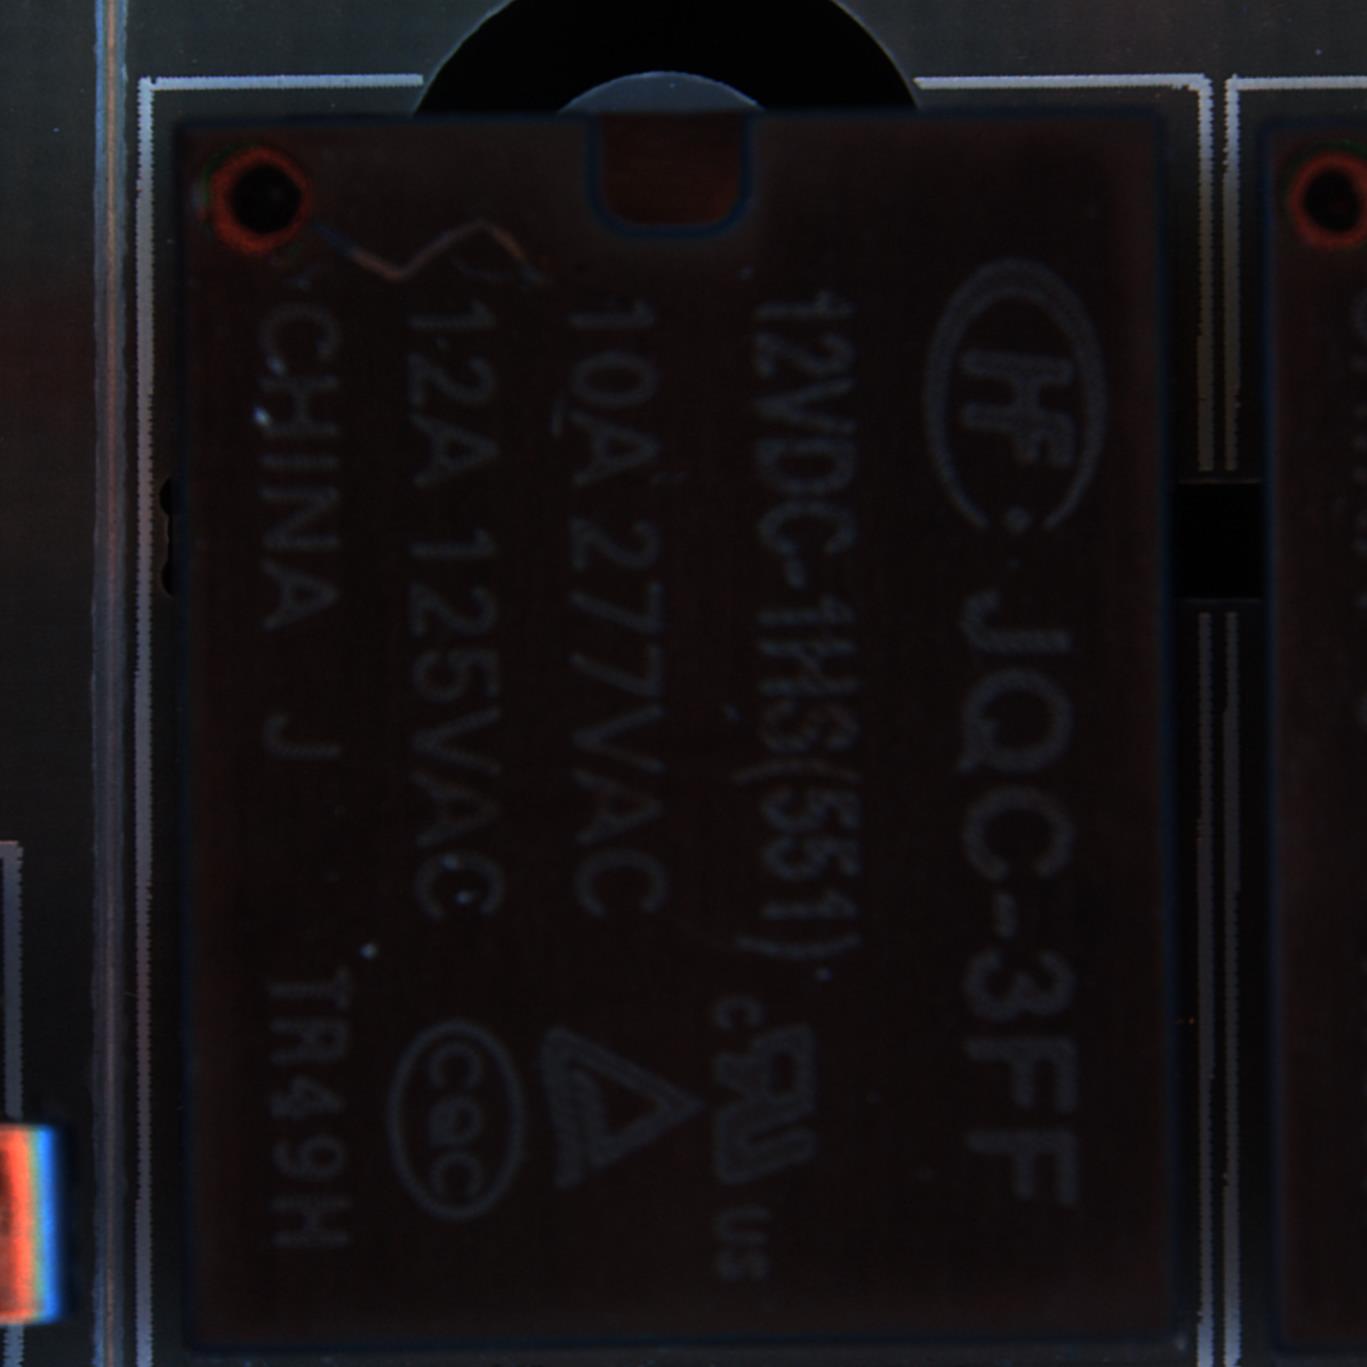 HF JQC-3FF
12VDC-1HS(551)
10A 277VAC
12A 125VAC
CHINA J TR49H
c US
cqc